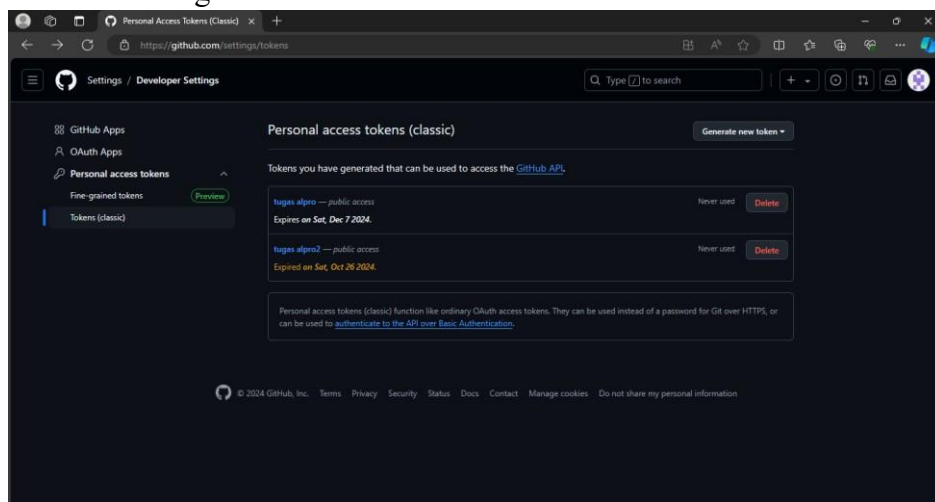 Personal Access Tokens (Classic)
https://github.com/settings/tokens
Settings / Developer Settings
Type / to search
GitHub Apps
OAuth Apps
Personal access tokens
Fine-grained tokens Preview
Tokens (classic)
Personal access tokens (classic)
Generate new token
Tokens you have generated that can be used to access the GitHub API.
tugas alpro — public access Never used Delete
Expires on Sat, Dec 7 2024.
tugas alpro2 — public access Never used Delete
Expired on Sat, Oct 26 2024.
Personal access tokens (classic) function like ordinary OAuth access tokens. They can be used instead of a password for Git over HTTPS, or
can be used to authenticate to the API over Basic Authentication.
© 2024 GitHub, Inc. Terms Privacy Security Status Docs Contact Manage cookies Do not share my personal information